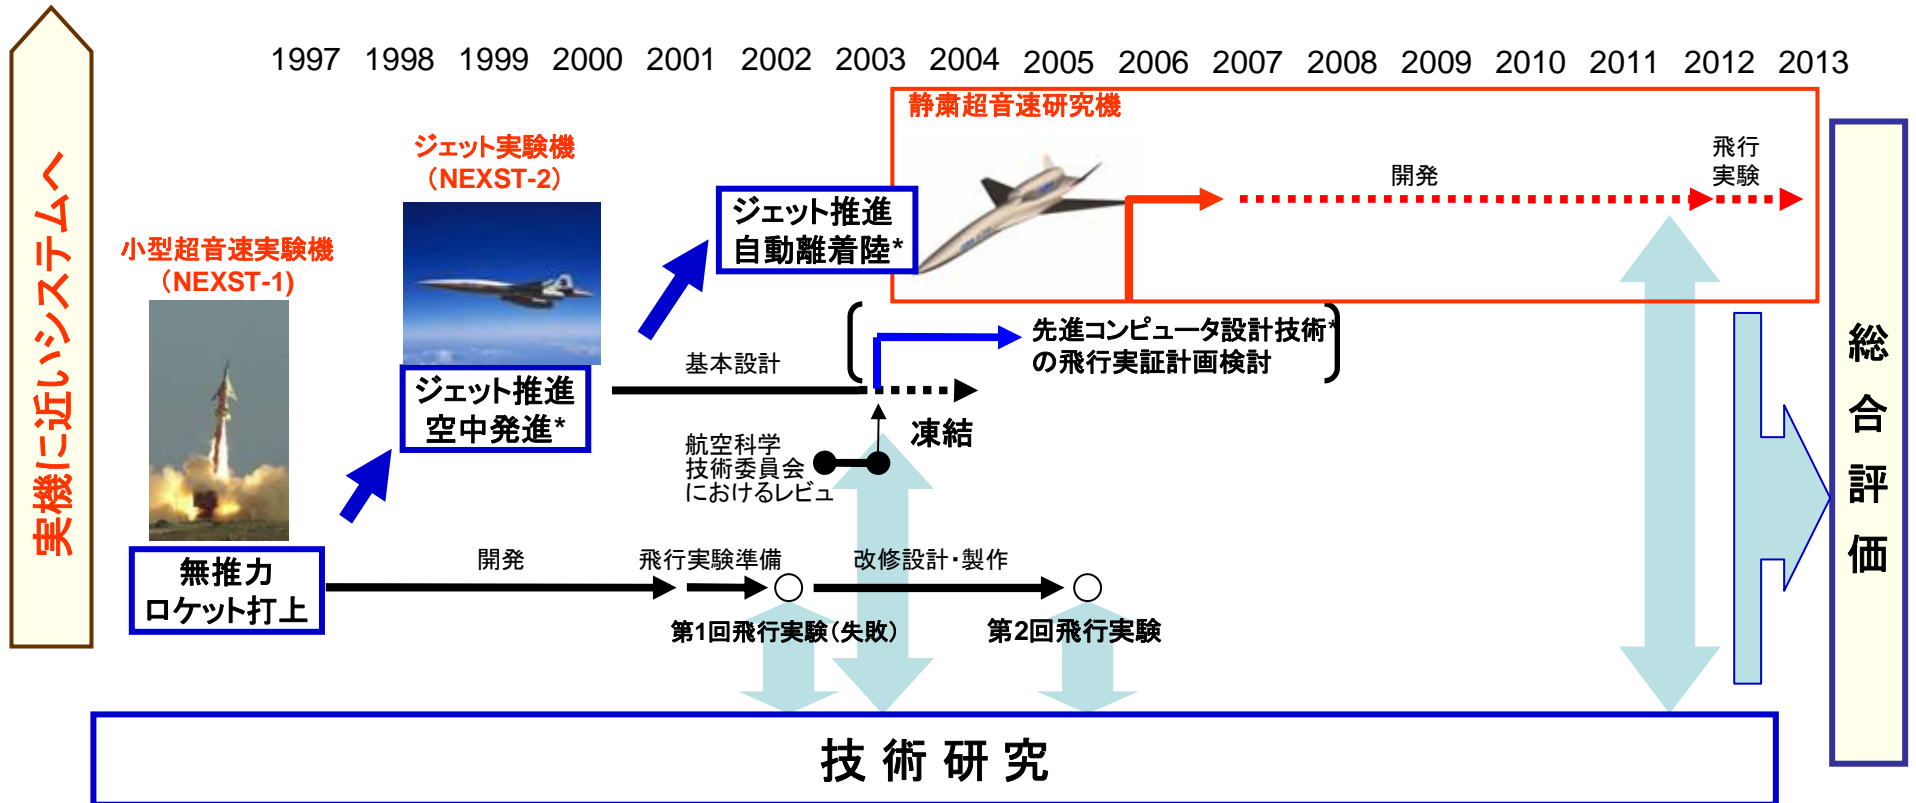 1997 1998 1999 2000 2001 2002 2003 2004 2005 2006 2007 2008 2009 2010 2011 2012 2013
実機に近いシステムへ
静粛超音速研究機
ジェット実験機
（NEXST-2）
小型超音速実験機
（NEXST-1)
ジェット推進
自動離着陸*
開発
飛行
実験
先進コンピュータ設計技術*
の飛行実証計画検討
基本設計
ジェット推進
空中発進*
凍結
航空科学
技術委員会
におけるレビュ
無推力
ロケット打上
開発
飛行実験準備
改修設計・製作
第1回飛行実験（失敗）
第2回飛行実験
総合評価
技術研究